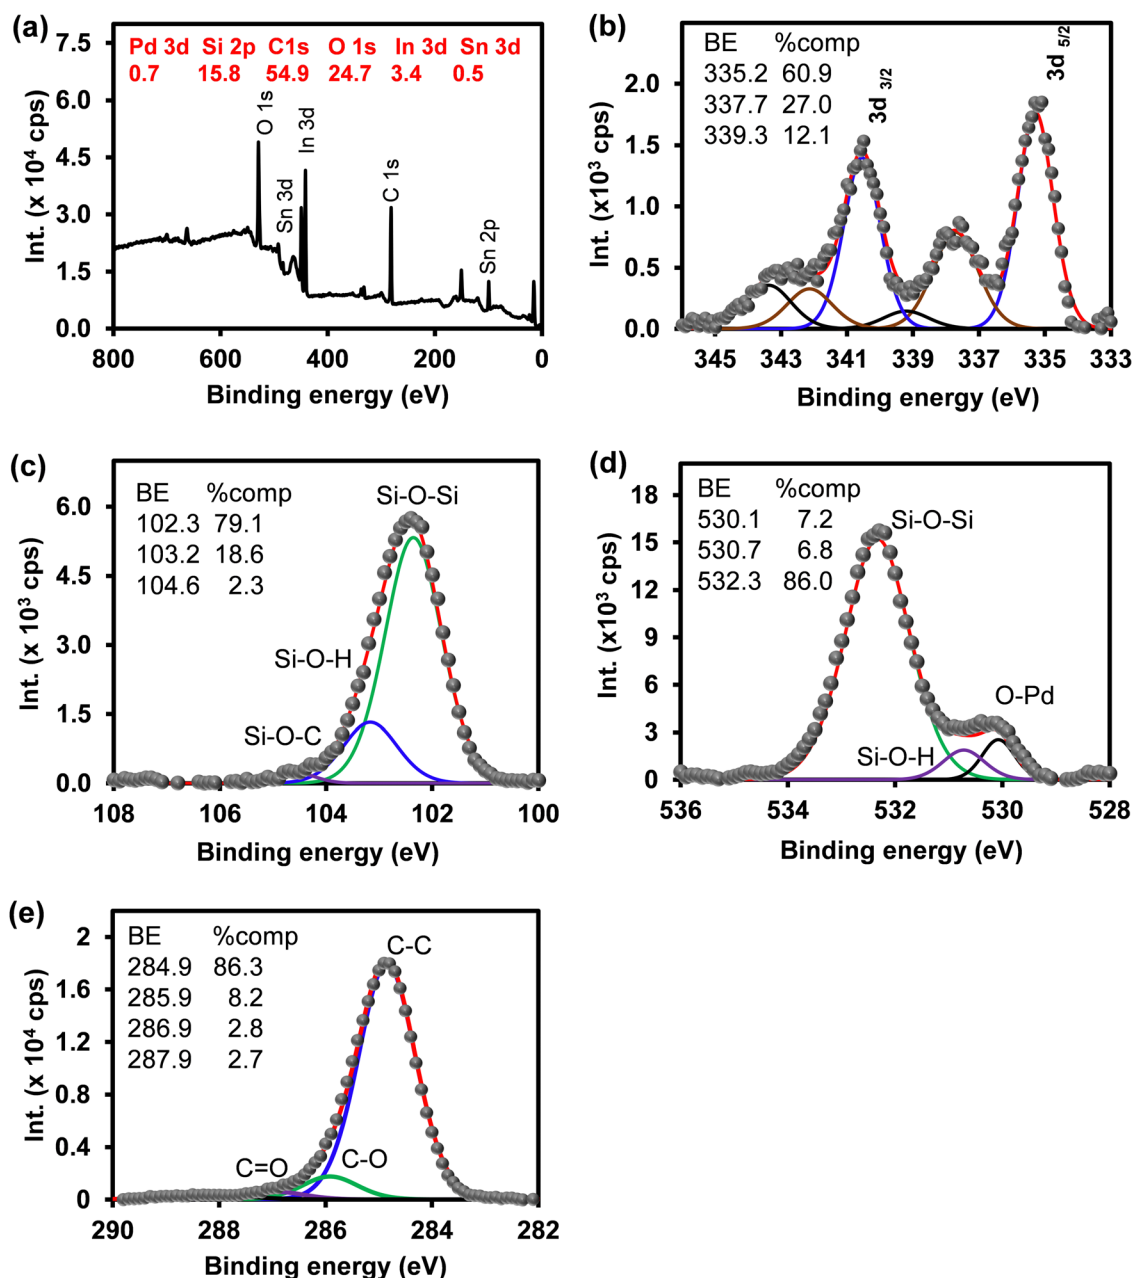 (a)
Pd 3d Si 2p C1s O 1s In 3d Sn 3d
0.7 15.8 54.9 24.7 3.4 0.5
O 1s
Sn 3d
In 3d
C 1s
Sn 2p
7.5
6.0
4.5
3.0
1.5
0.0
Int. (x 10⁴ cps)
800 600 400 200 0
Binding energy (eV)
(b)
BE %comp
335.2 60.9
337.7 27.0
339.3 12.1
3d 3/2
3d 5/2
2.0
1.5
1.0
0.5
0.0
Int. (x10³ cps)
345 343 341 339 337 335 333
Binding energy (eV)
(c)
BE %comp
102.3 79.1
103.2 18.6
104.6 2.3
Si-O-Si
Si-O-H
Si-O-C
6.0
4.5
3.0
1.5
0.0
Int. (x 10³ cps)
108 106 104 102 100
Binding energy (eV)
(d)
BE %comp
530.1 7.2
530.7 6.8
532.3 86.0
Si-O-Si
O-Pd
Si-O-H
18
15
12
9
6
3
0
Int. (x10³ cps)
536 534 532 530 528
Binding energy (eV)
(e)
BE %comp
284.9 86.3
285.9 8.2
286.9 2.8
287.9 2.7
C-C
C=O
C-O
2
1.6
1.2
0.8
0.4
0
Int. (x 10⁴ cps)
290 288 286 284 282
Binding energy (eV)